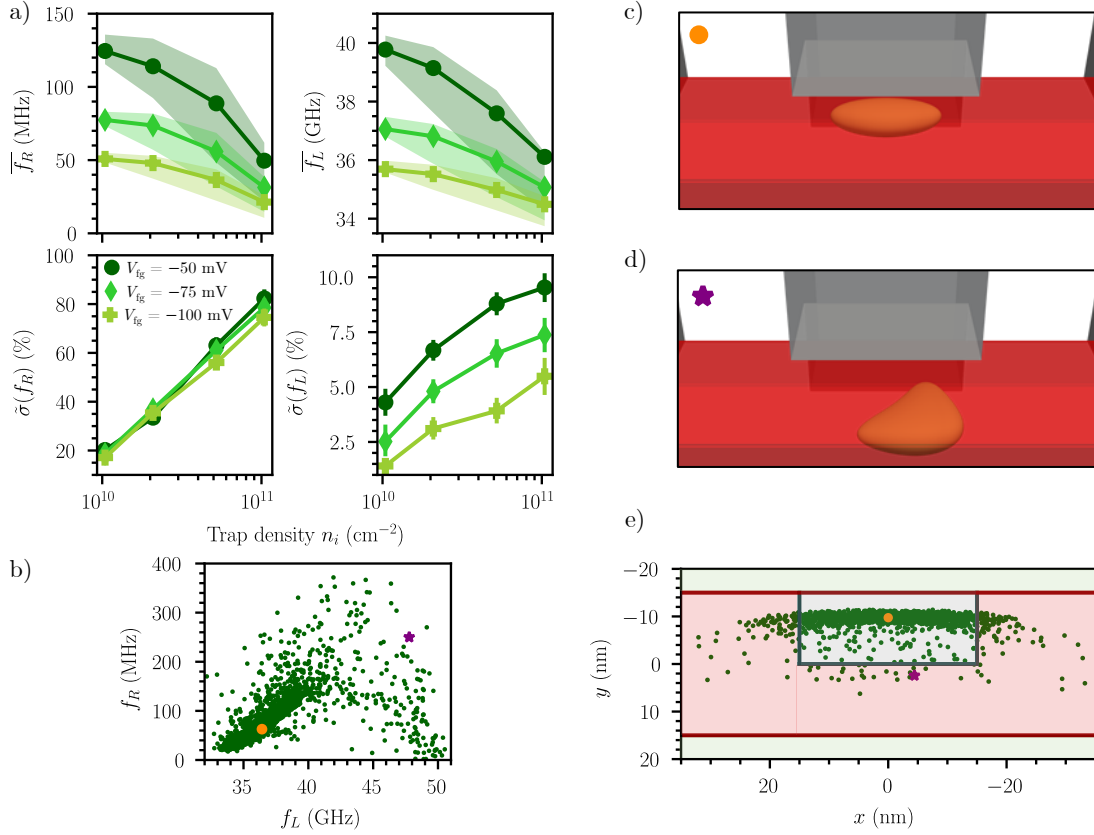 a)
150
100
50
0
f_R (MHz)
40
38
36
34
f_L (GHz)
100
80
60
40
20
σ̃(f_R) (%)
V_fg = −50 mV
V_fg = −75 mV
V_fg = −100 mV
10.0
7.5
5.0
2.5
σ̃(f_L) (%)
10^10
10^11
10^10
10^11
Trap density n_i (cm^−2)
b)
400
300
200
100
0
f_R (MHz)
35
40
45
50
f_L (GHz)
c)
d)
e)
−20
−10
0
10
20
y (nm)
20
0
−20
x (nm)